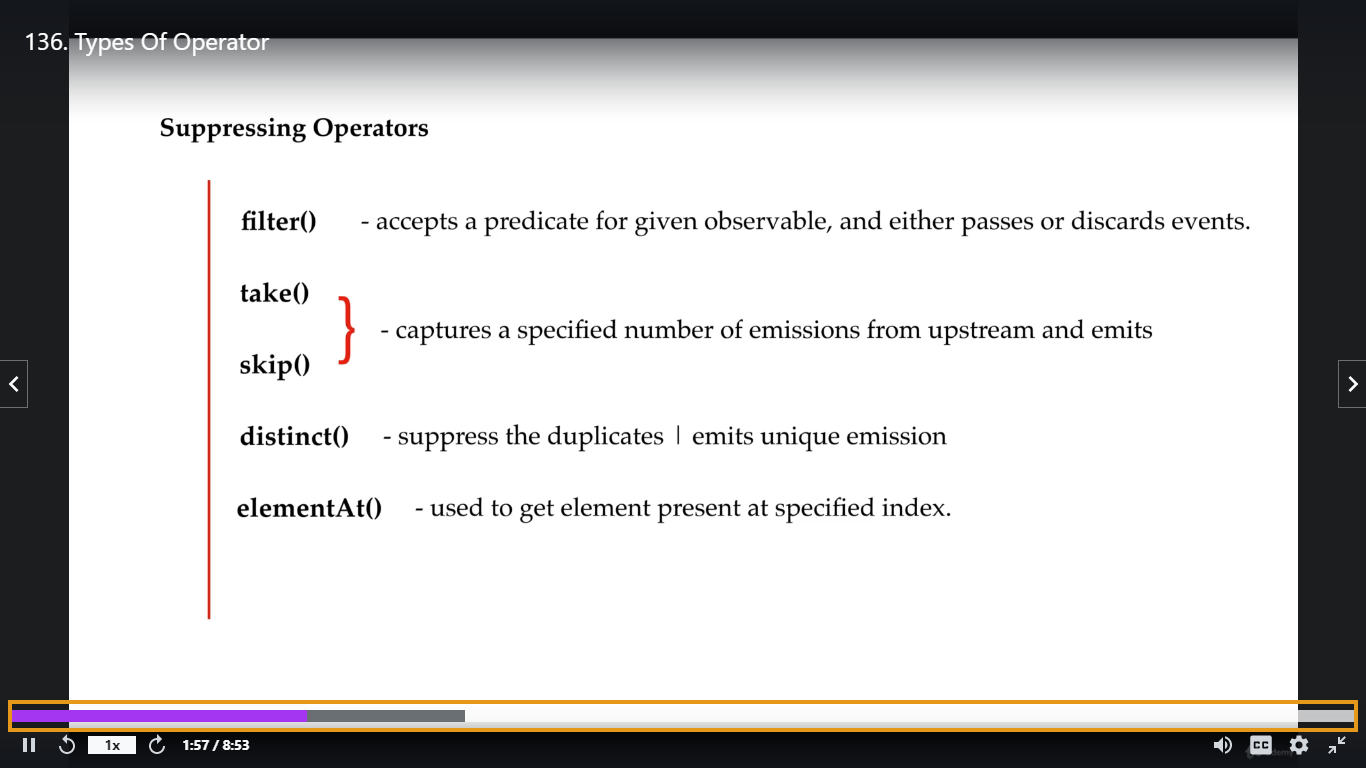 136. Types Of Operator
Suppressing Operators
filter() - accepts a predicate for given observable, and either passes or discards events.
take()
- captures a specified number of emissions from upstream and emits
skip()
distinct() - suppress the duplicates | emits unique emission
elementAt() - used to get element present at specified index.
1x 1:57 / 8:53 CC